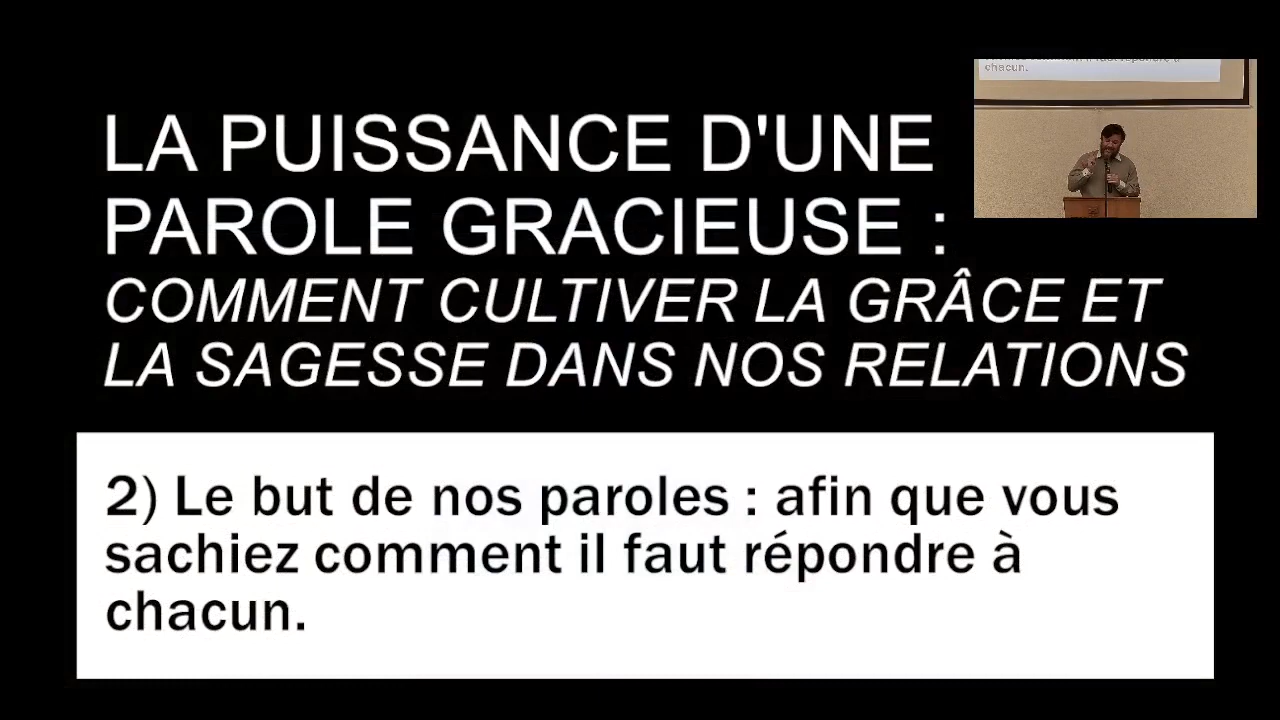 LA PUISSANCE D'UNE
PAROLE GRACIEUSE :
COMMENT CULTIVER LA GRÂCE ET
LA SAGESSE DANS NOS RELATIONS
2) Le but de nos paroles : afin que vous
sachiez comment il faut répondre à
chacun.
chacun.